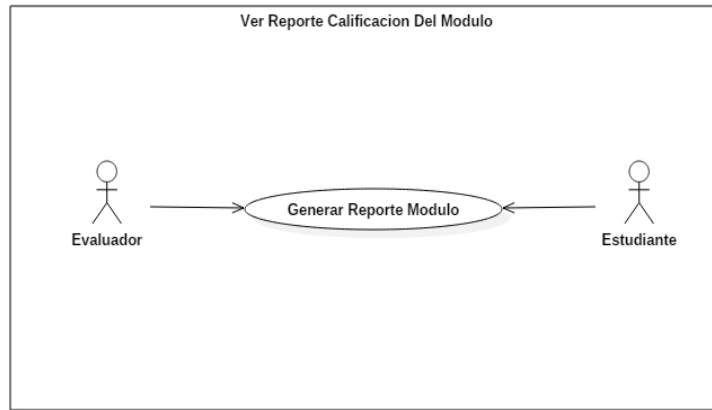 Ver Reporte Calificacion Del Modulo
Generar Reporte Modulo
Evaluador
Estudiante